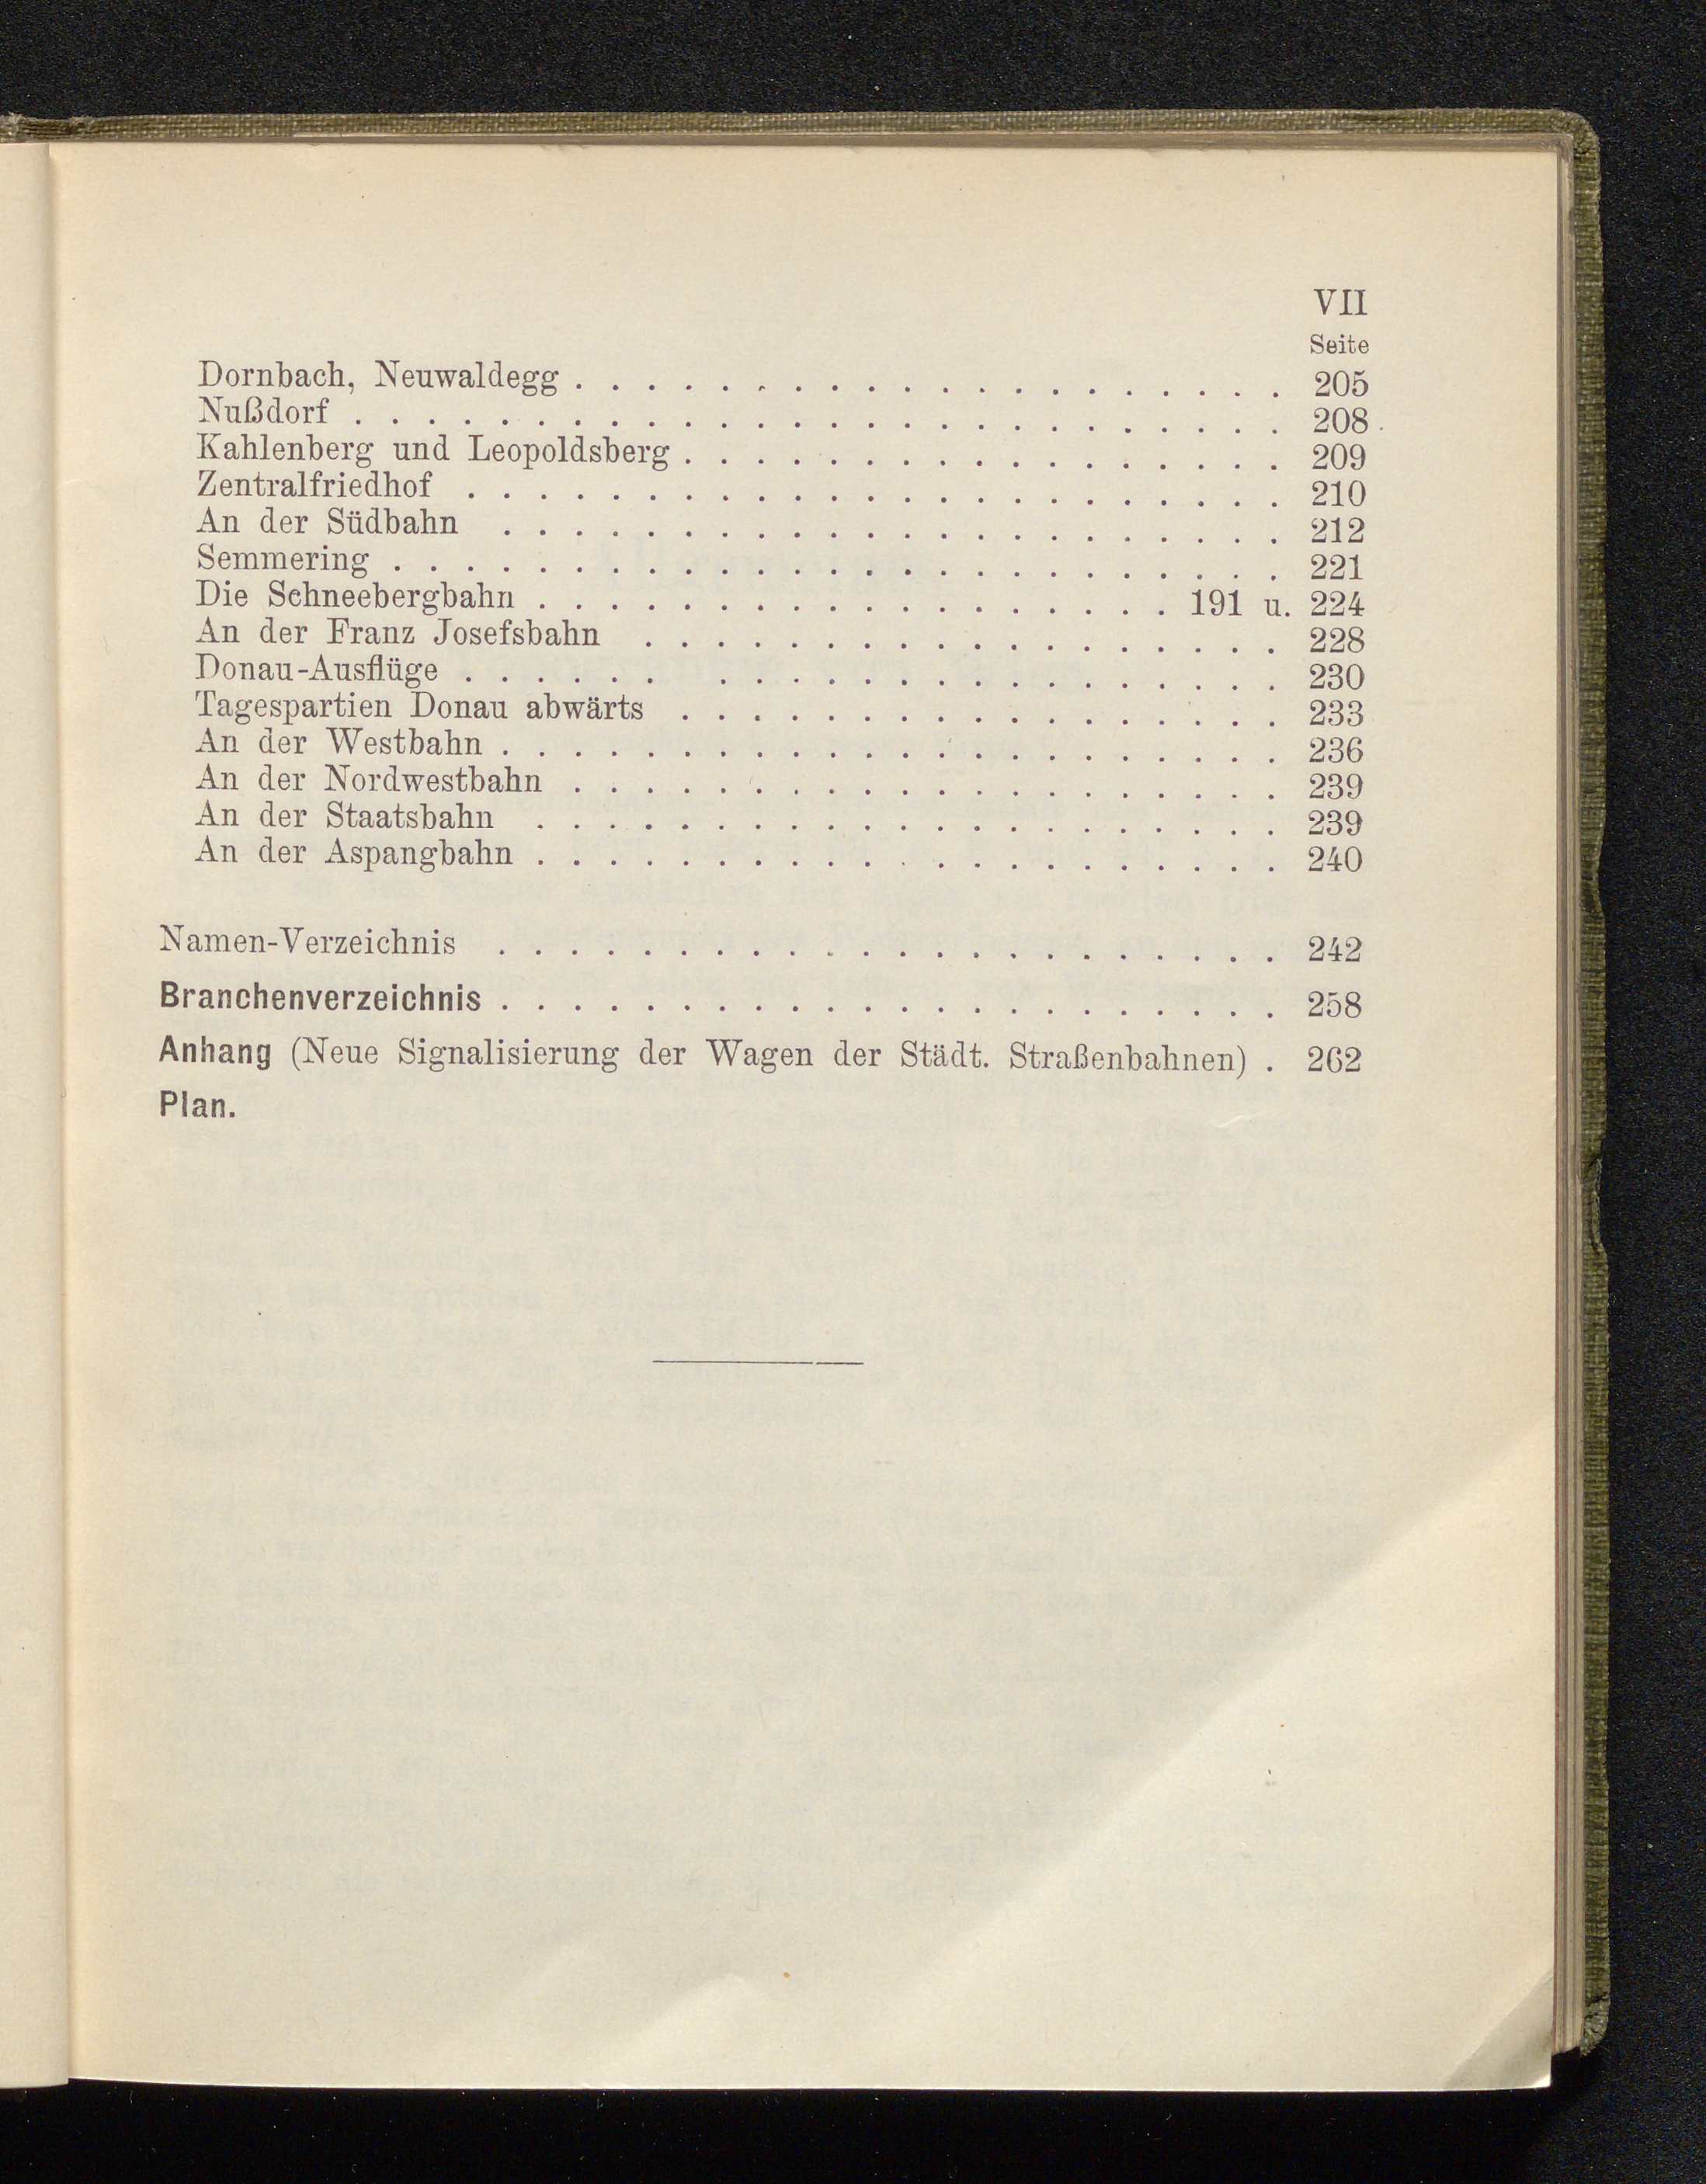 VII
Seite
Dornbach, Neuwaldegg . . . . . . . . . . . . . . . . . . . . 205
Nußdorf . . . . . . . . . . . . . . . . . . . . . . . . . . 208
Kahlenberg und Leopoldsberg . . . . . . . . . . . . . . . . . 209
Zentralfriedhof . . . . . . . . . . . . . . . . . . . . . . . 210
An der Südbahn . . . . . . . . . . . . . . . . . . . . . . 212
Semmering . . . . . . . . . . . . . . . . . . . . . . . . . 221
Die Schneebergbahn . . . . . . . . . . . . . . . . . . 191 u. 224
An der Franz Josefsbahn . . . . . . . . . . . . . . . . . . 228
Donau-Ausflüge . . . . . . . . . . . . . . . . . . . . . . 230
Tagespartien Donau abwärts . . . . . . . . . . . . . . . . . 233
An der Westbahn . . . . . . . . . . . . . . . . . . . . . . 236
An der Nordwestbahn . . . . . . . . . . . . . . . . . . . . 239
An der Staatsbahn . . . . . . . . . . . . . . . . . . . . . 239
An der Aspangbahn . . . . . . . . . . . . . . . . . . . . . 240
Namen-Verzeichnis . . . . . . . . . . . . . . . . . . . . . . 242
Branchenverzeichnis . . . . . . . . . . . . . . . . . . . . . . 258
Anhang (Neue Signalisierung der Wagen der Städt. Straßenbahnen) . 262
Plan.